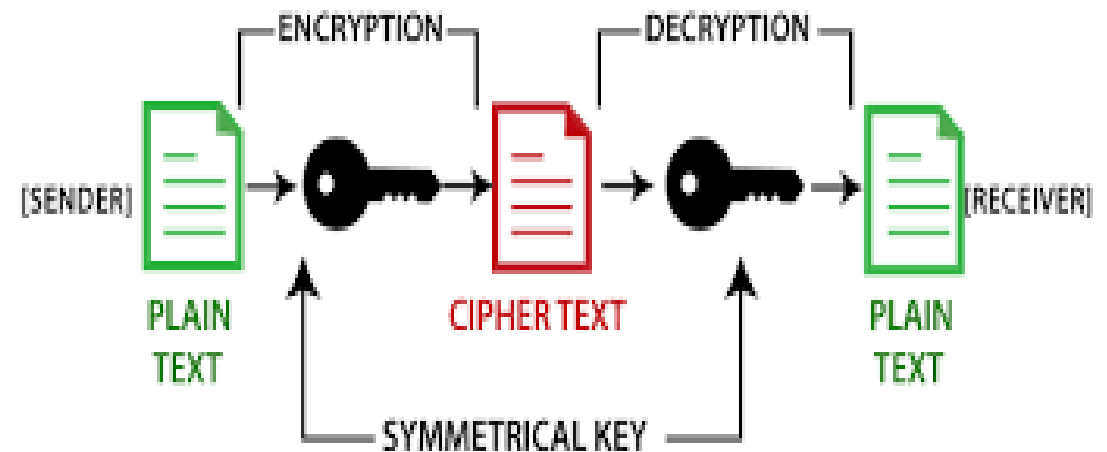 ENCRYPTION
DECRYPTION
[SENDER]
[RECEIVER]
PLAIN
TEXT
CIPHER TEXT
PLAIN
TEXT
SYMMETRICAL KEY